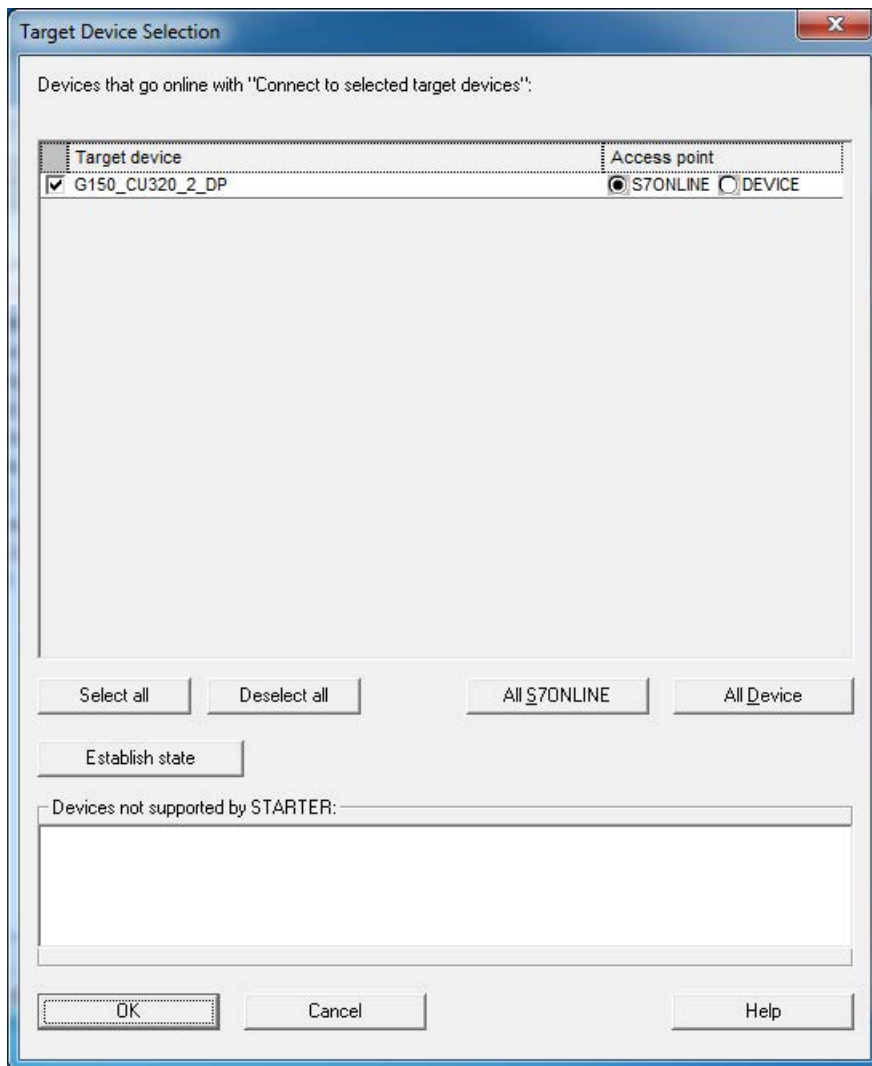 Target Device Selection
Devices that go online with "Connect to selected target devices":
Target device Access point
G150_CU320_2_DP S7ONLINE DEVICE
Select all Deselect all All S7ONLINE All Device
Establish state
Devices not supported by STARTER:
OK Cancel Help